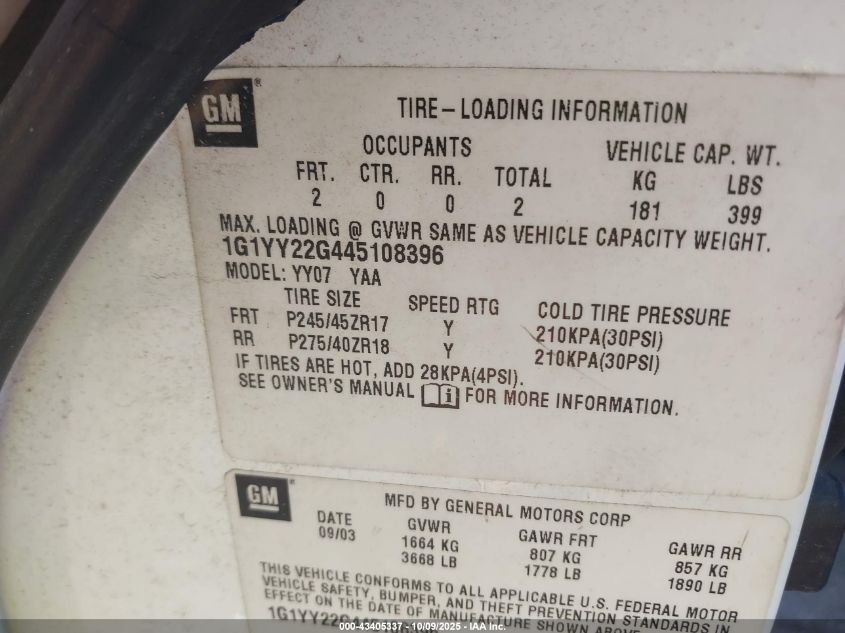 GM ®
TIRE-LOADING INFORMATION
OCCUPANTS VEHICLE CAP. WT.
FRT. CTR. RR. TOTAL KG LBS
2 0 0 2 181 399
MAX. LOADING @ GVWR SAME AS VEHICLE CAPACITY WEIGHT.
1G1YY22G445108396
MODEL: YY07 YAA
TIRE SIZE SPEED RTG COLD TIRE PRESSURE
FRT P245/45ZR17 Y 210KPA(30PSI)
RR P275/40ZR18 Y 210KPA(30PSI)
IF TIRES ARE HOT, ADD 28KPA(4PSI).
SEE OWNER'S MANUAL i FOR MORE INFORMATION.
GM ®
MFD BY GENERAL MOTORS CORP
DATE GVWR GAWR FRT GAWR RR
09/03 1664 KG 807 KG 857 KG
3668 LB 1778 LB 1890 LB
THIS VEHICLE CONFORMS TO ALL APPLICABLE U.S. FEDERAL MOTOR
VEHICLE SAFETY, BUMPER, AND THEFT PREVENTION STANDARDS IN
EFFECT ON THE DATE OF MANUFACTURE SHOWN ABOVE.
000-43405337 - 10/09/2025 - IAA Inc.